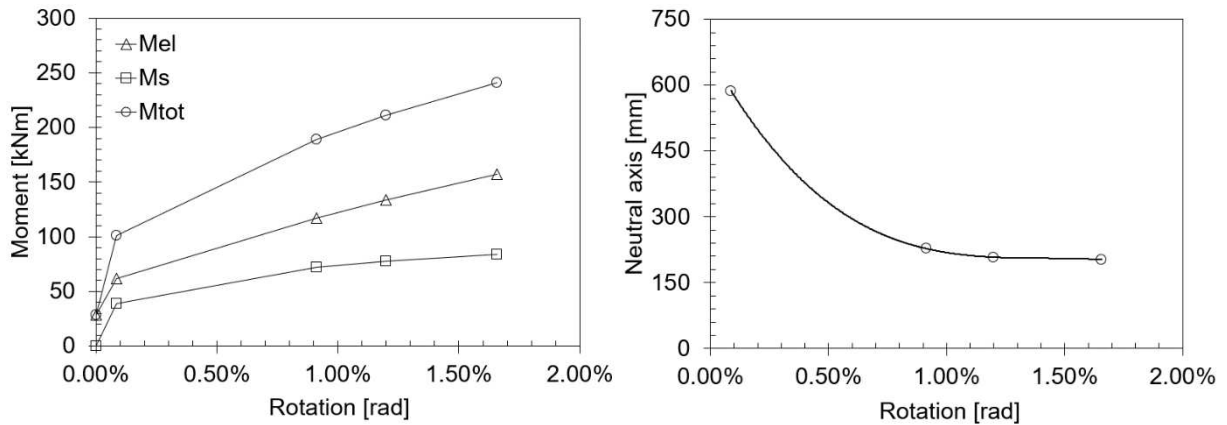 300
250
200
150
100
50
0
Moment [kNm]
Mel
Ms
Mtot
0.00% 0.50% 1.00% 1.50% 2.00%
Rotation [rad]
750
600
450
300
150
0
Neutral axis [mm]
0.00% 0.50% 1.00% 1.50% 2.00%
Rotation [rad]